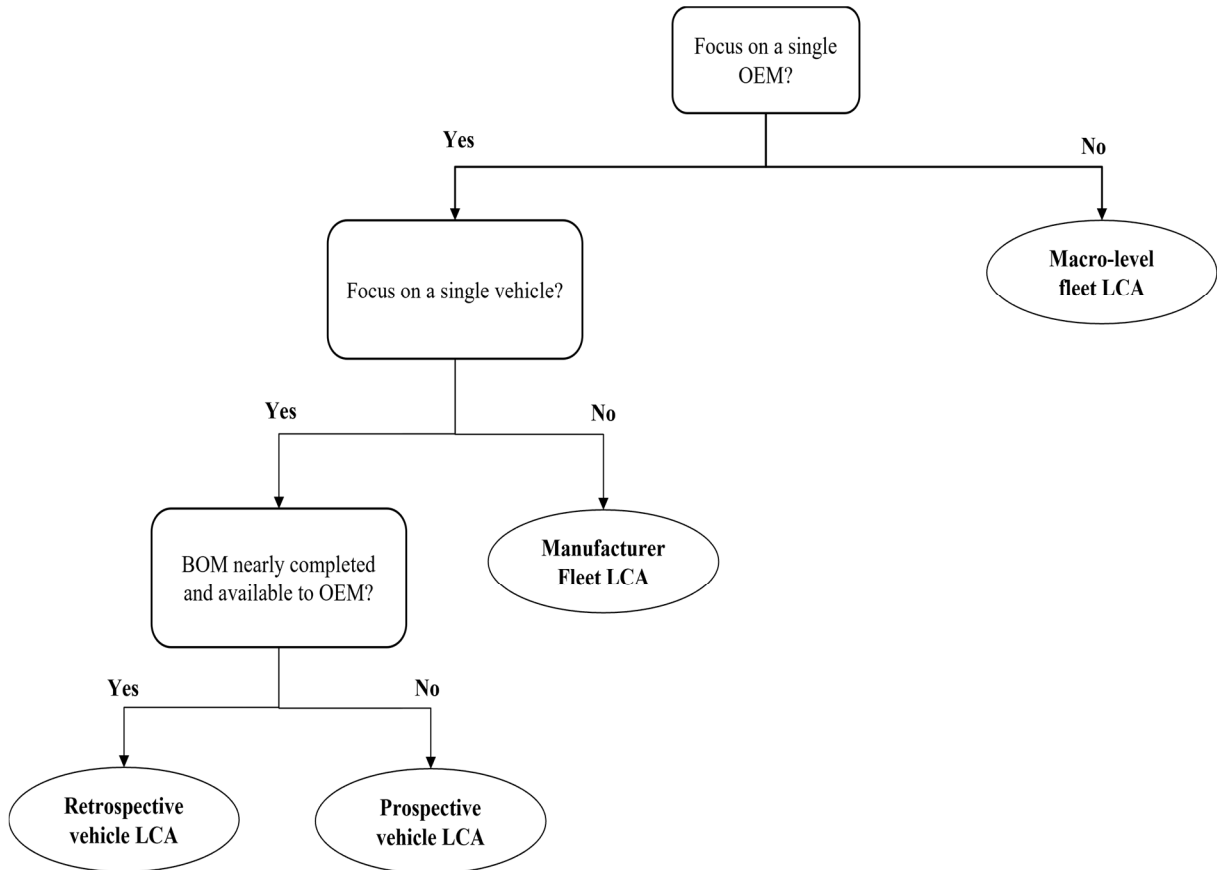 Focus on a single
OEM?
Yes
No
Focus on a single vehicle?
Macro-level
fleet LCA
Yes
No
BOM nearly completed
and available to OEM?
Manufacturer
Fleet LCA
Yes
No
Retrospective
vehicle LCA
Prospective
vehicle LCA